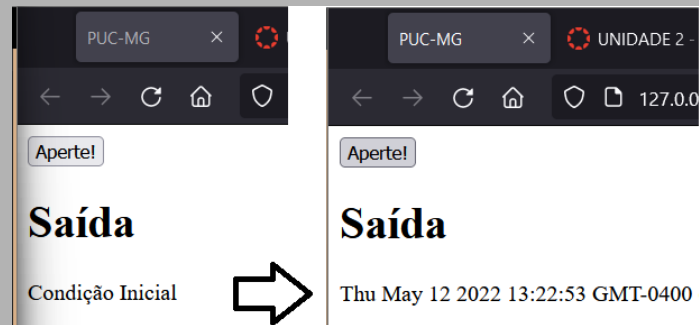 PUC-MG
Aperte!
Saída
Condição Inicial
PUC-MG
UNIDADE 2 -
127.0.0
Aperte!
Saída
Thu May 12 2022 13:22:53 GMT-0400